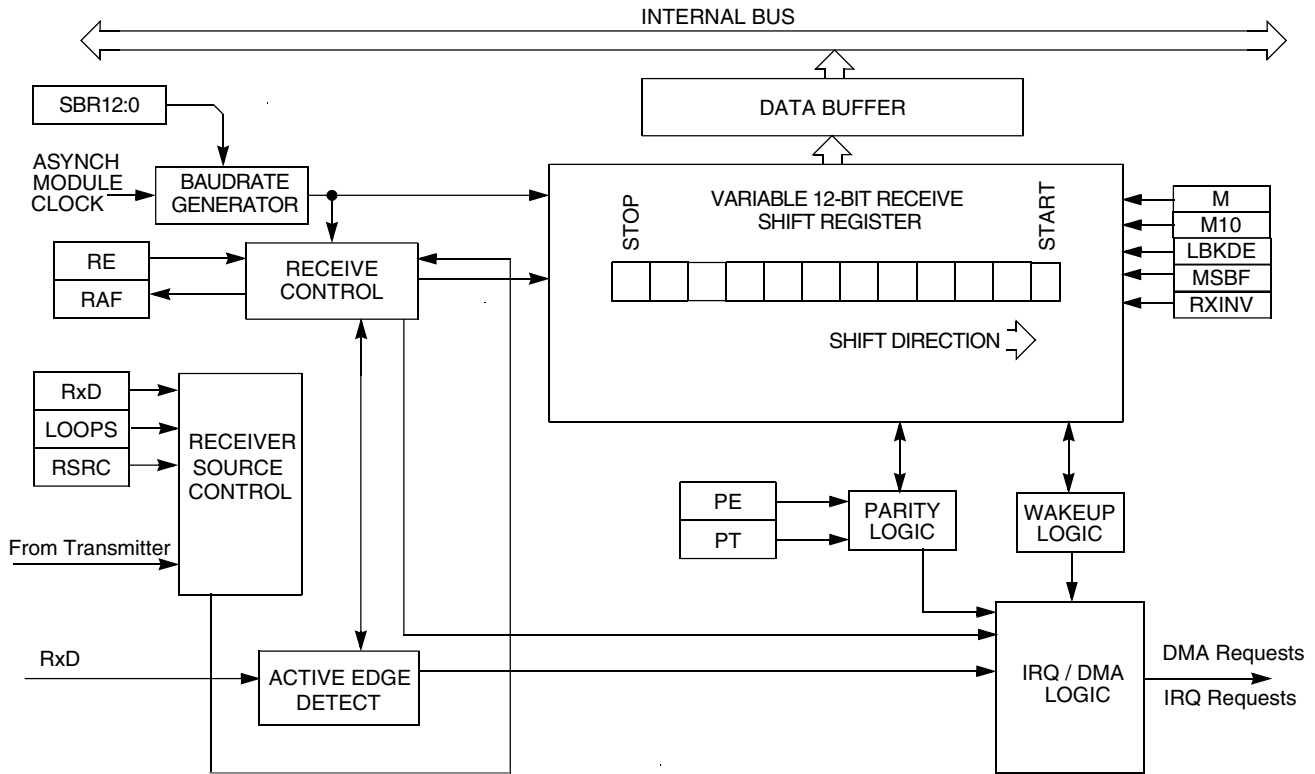 INTERNAL BUS
SBR12:0
DATA BUFFER
ASYNCH
MODULE
CLOCK
BAUDRATE
GENERATOR
VARIABLE 12-BIT RECEIVE
SHIFT REGISTER
STOP
START
M
M10
LBKDE
MSBF
RXINV
RE
RAF
RECEIVE
CONTROL
SHIFT DIRECTION
RxD
LOOPS
RSRC
RECEIVER
SOURCE
CONTROL
PE
PT
PARITY
LOGIC
WAKEUP
LOGIC
From Transmitter
RxD
ACTIVE EDGE
DETECT
IRQ / DMA
LOGIC
DMA Requests
IRQ Requests